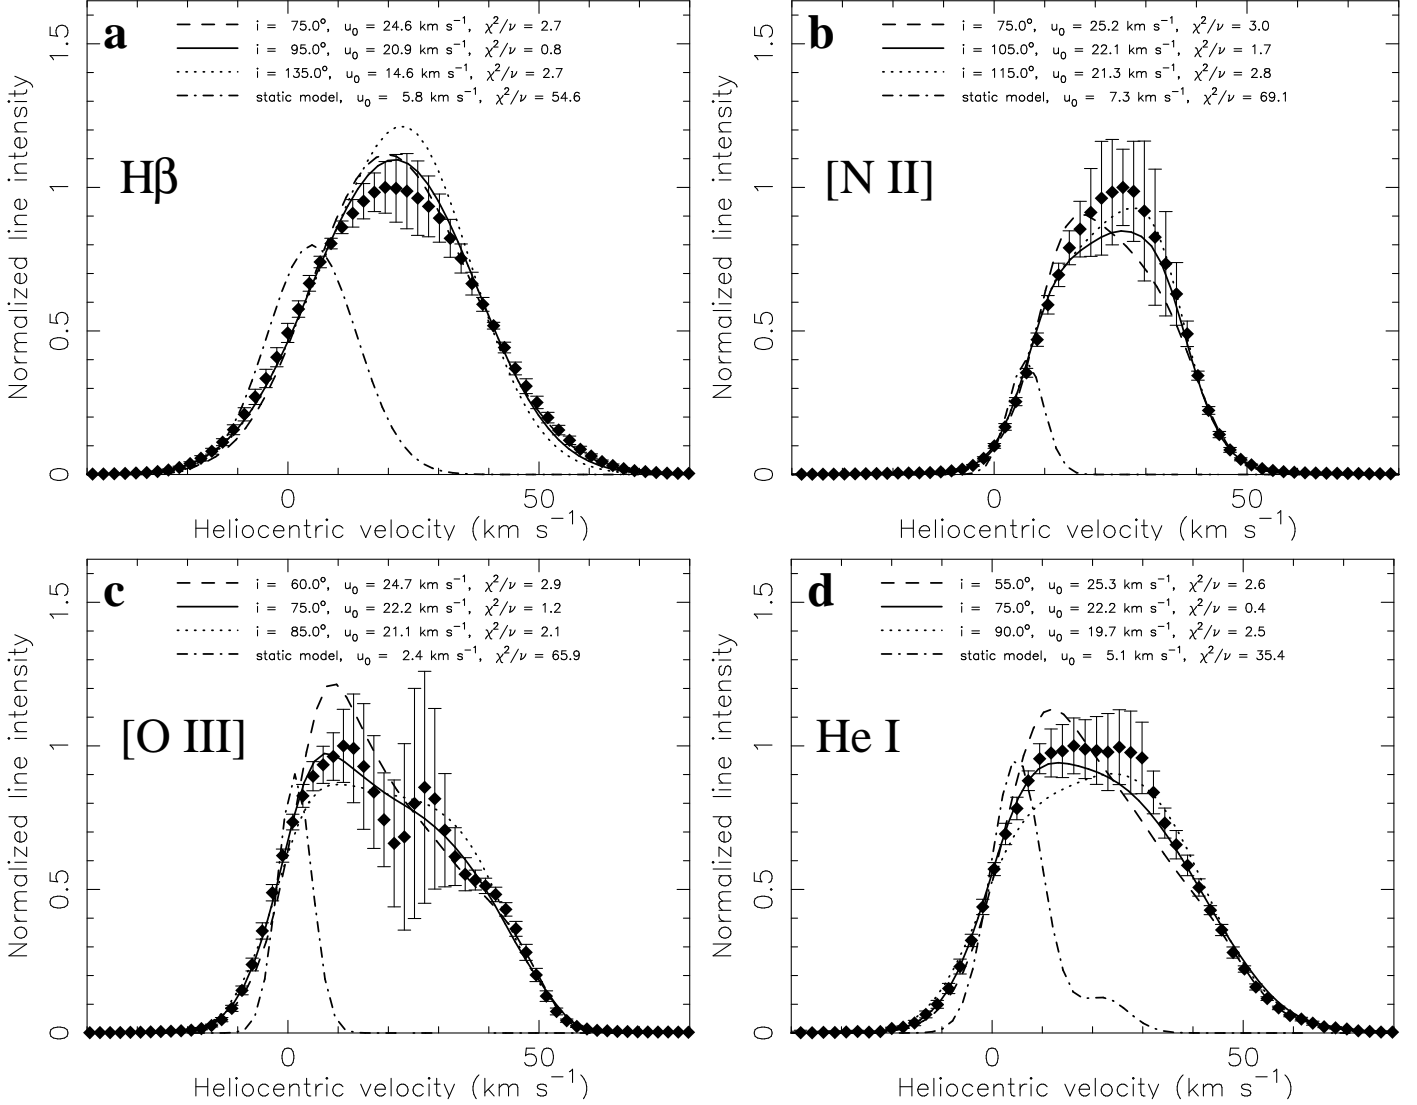 a
i = 75.0°, u₀ = 24.6 km s⁻¹, χ²/ν = 2.7
i = 95.0°, u₀ = 20.9 km s⁻¹, χ²/ν = 0.8
i = 135.0°, u₀ = 14.6 km s⁻¹, χ²/ν = 2.7
static model, u₀ = 5.8 km s⁻¹, χ²/ν = 54.6
Hβ
Normalized line intensity
1.5
1
0.5
0
0 50
Heliocentric velocity (km s⁻¹)
b
i = 75.0°, u₀ = 25.2 km s⁻¹, χ²/ν = 3.0
i = 105.0°, u₀ = 22.1 km s⁻¹, χ²/ν = 1.7
i = 115.0°, u₀ = 21.3 km s⁻¹, χ²/ν = 2.8
static model, u₀ = 7.3 km s⁻¹, χ²/ν = 69.1
[N II]
Normalized line intensity
1.5
1
0.5
0
0 50
Heliocentric velocity (km s⁻¹)
c
i = 60.0°, u₀ = 24.7 km s⁻¹, χ²/ν = 2.9
i = 75.0°, u₀ = 22.2 km s⁻¹, χ²/ν = 1.2
i = 85.0°, u₀ = 21.1 km s⁻¹, χ²/ν = 2.1
static model, u₀ = 2.4 km s⁻¹, χ²/ν = 65.9
[O III]
Normalized line intensity
1.5
1
0.5
0
0 50
Heliocentric velocity (km s⁻¹)
d
i = 55.0°, u₀ = 25.3 km s⁻¹, χ²/ν = 2.6
i = 75.0°, u₀ = 22.2 km s⁻¹, χ²/ν = 0.4
i = 90.0°, u₀ = 19.7 km s⁻¹, χ²/ν = 2.5
static model, u₀ = 5.1 km s⁻¹, χ²/ν = 35.4
He I
Normalized line intensity
1.5
1
0.5
0
0 50
Heliocentric velocity (km s⁻¹)